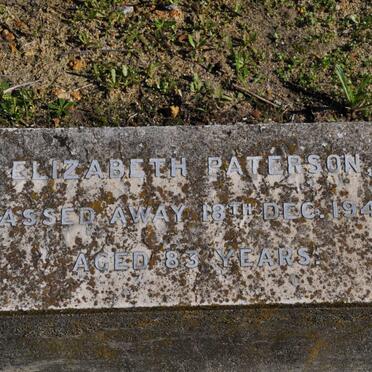 ELIZABETH PATERSON
ASSED AWAY 18TH DEC. 194
AGED 83 YEARS.